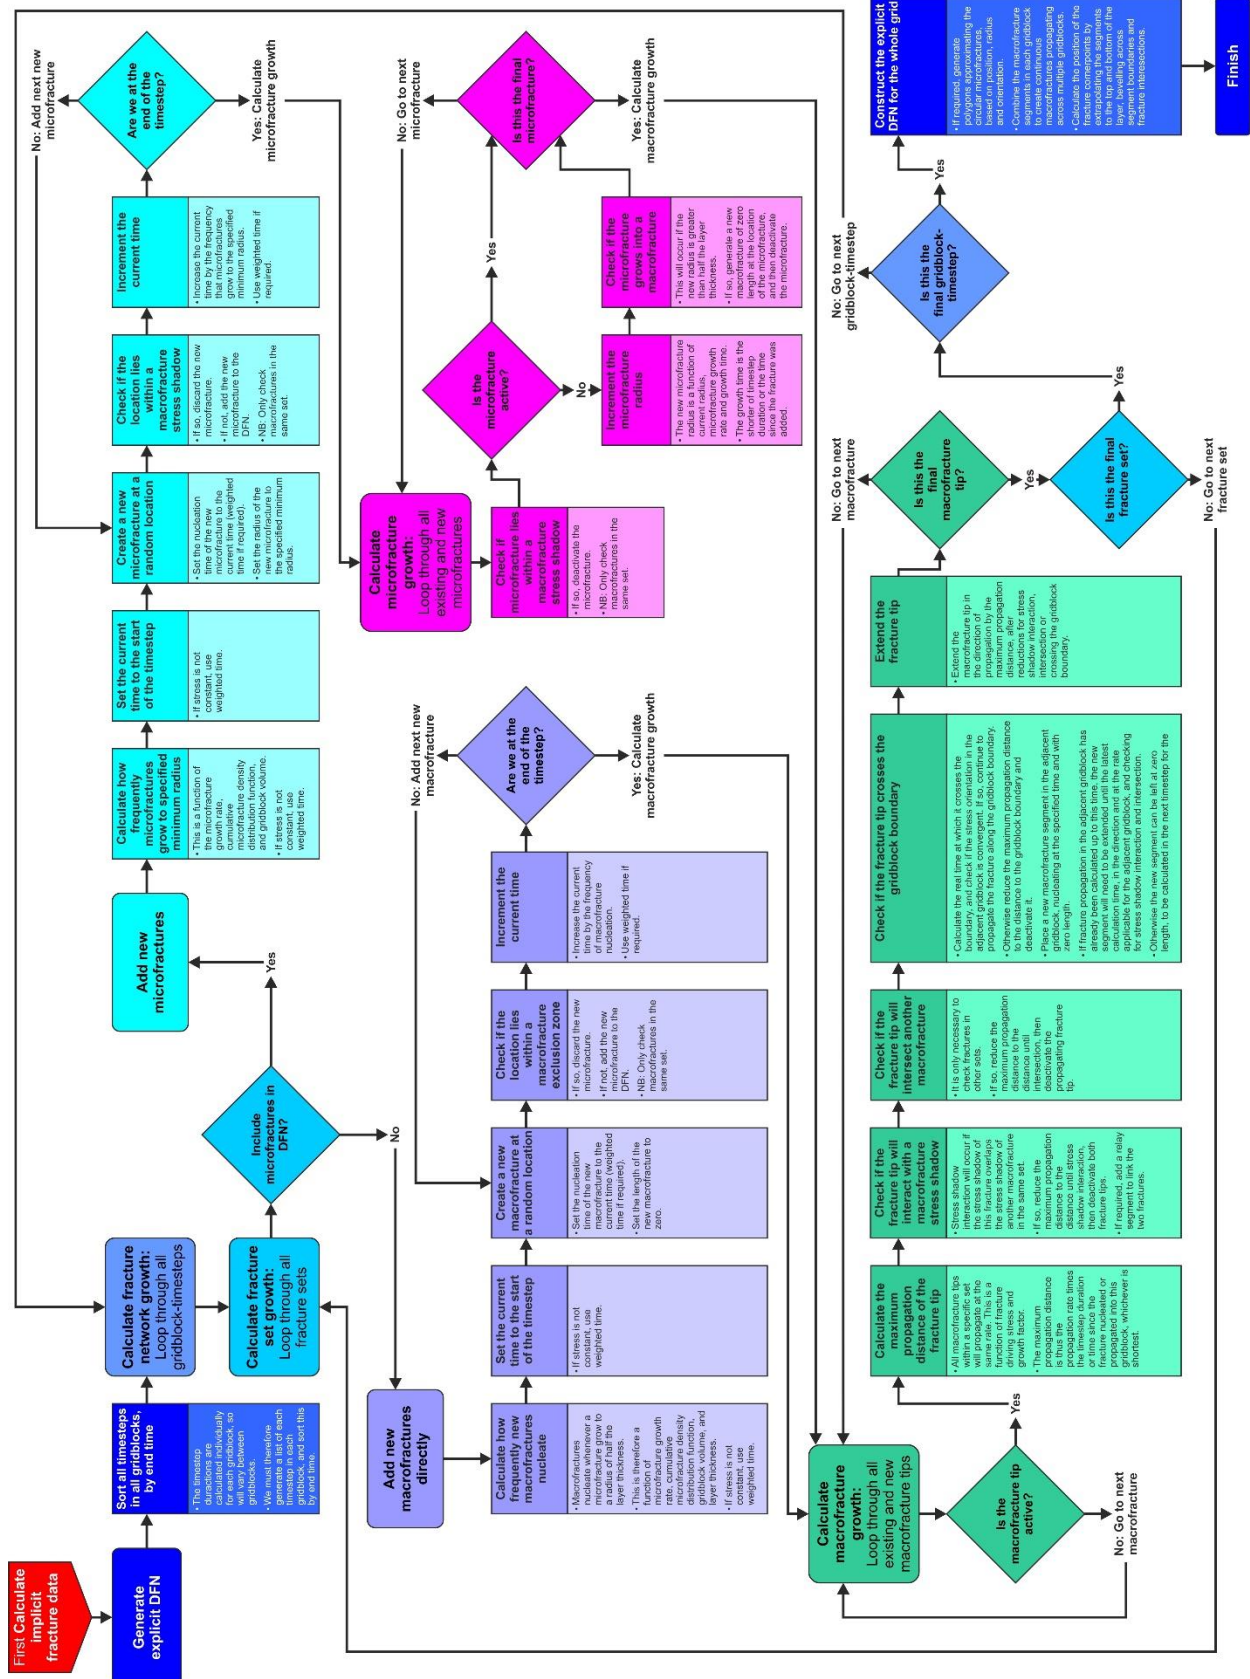 First Calculate
implicit
fracture data
Generate
explicit DFN
Sort all timesteps
in all gridblocks,
by end time
• The timestep
durations are
calculated individually
for each gridblock, so
will vary between
gridblocks.
• We must therefore
generate a list of each
timestep in each
gridblock, and sort this
by end time.
Calculate fracture
network growth:
Loop through all
gridblock-timesteps
Calculate fracture
set growth:
Loop through all
fracture sets
Include
microfractures in
DFN?
Yes
No
Add new
microfractures
Calculate how
frequently
microfractures
grow to specified
minimum radius
• This is a function of
the microfracture
growth rate,
cumulative
microfracture density
distribution function,
and gridblock volume.
• If stress is not
constant, use
weighted time.
Set the current
time to the start
of the timestep
• If stress is not
constant, use
weighted time.
Create a new
microfracture at a
random location
• Set the nucleation
time of the new
microfracture to the
current time (weighted
time if required).
• Set the radius of the
new microfracture to
the specified minimum
radius.
Check if the
location lies
within a
macrofracture
stress shadow
• If so, discard the new
microfracture.
• If not, add the new
microfracture to the
DFN.
• NB: Only check
macrofractures in the
same set.
Increment the
current time
• Increase the current
time by the frequency
that microfractures
grow to the specified
minimum radius.
• Use weighted time if
required.
Are we at the
end of the
timestep?
No: Add next new
microfracture
Yes: Calculate
microfracture growth
Calculate
microfracture
growth:
Loop through all
existing and new
microfractures
Check if
microfracture lies
within a
macrofracture
stress shadow
• If so, deactivate the
microfracture.
• NB: Only check
macrofractures in the
same set.
Is the
microfracture
active?
Yes
No
Increment the
microfracture
radius
• The new microfracture
radius is a function of
current radius,
microfracture growth
rate and growth time.
• The growth time is the
shorter of timestep
duration or the time
since the fracture was
added.
Check if the
microfracture
grows into a
macrofracture
• This will occur if the
new radius is greater
than half the layer
thickness.
• If so, generate a new
macrofracture of zero
length at the location
of the microfracture,
and then deactivate
the microfracture.
Is this the final
microfracture?
No: Go to next
microfracture
Yes: Calculate
macrofracture growth
Add new
macrofractures
directly
Calculate how
frequently new
macrofractures
nucleate
• Macrofractures
nucleate whenever a
microfracture grow to
a radius of half the
layer thickness.
• This is therefore a
function of
microfracture growth
rate, cumulative
microfracture density
distribution function,
gridblock volume, and
layer thickness.
• If stress is not
constant, use
weighted time.
Set the current
time to the start
of the timestep
• If stress is not
constant, use
weighted time.
Create a new
macrofracture at
a random location
• Set the nucleation
time of the new
macrofracture to the
current time (weighted
time if required).
• Set the length of the
new macrofracture to
zero.
Check if the
location lies
within a
macrofracture
exclusion zone
• If so, discard the new
microfracture.
• If not, add the new
microfracture to the
DFN.
• NB: Only check
macrofractures in the
same set.
Increment the
current time
• Increase the current
time by the frequency
of macrofracture
nucleation.
• Use weighted time if
required.
Are we at the
end of the
timestep?
No: Add next new
macrofracture
Yes: Calculate
macrofracture growth
Calculate
macrofracture
growth:
Loop through all
existing and new
macrofracture tips
Is the
macrofracture tip
active?
Yes
No: Go to next
macrofracture
Calculate the
maximum
propagation
distance of the
fracture tip
• All macrofracture tips
within a specific set
will propagate at the
same rate. This is a
function of fracture
driving stress and
growth factor.
• The maximum
propagation distance
is thus the
propagation rate times
the timestep duration
or time since the
fracture nucleated or
propagated into this
gridblock, whichever is
shortest.
Check if the
fracture tip will
interact with a
macrofracture
stress shadow
• Stress shadow
interaction will occur if
the stress shadow of
this fracture overlaps
the stress shadow of
another macrofracture
in the same set.
• If so, reduce the
maximum propagation
distance to the
distance until stress
shadow interaction,
then deactivate both
fracture tips.
• If required, add a relay
segment to link the
two fractures.
Check if the
fracture tip will
intersect another
macrofracture
• It is only necessary to
check fractures in
other sets.
• If so, reduce the
maximum propagation
distance to the
distance until
intersection, then
deactivate the
propagating fracture
tip.
Check if the fracture tip crosses the
gridblock boundary
• Calculate the real time at which it crosses the
boundary, and check if the stress orientation in the
adjacent gridblock is convergent. If so, continue to
propagate the fracture along the gridblock boundary.
• Otherwise reduce the maximum propagation distance
to the distance to the gridblock boundary and
deactivate it.
• Place a new macrofracture segment in the adjacent
gridblock, nucleating at the specified time and with
zero length.
• If fracture propagation in the adjacent gridblock has
already been calculated up to this time, the new
segment will need to be extended until the latest
calculation time, in the direction and at the rate
applicable for the adjacent gridblock, and checking
for stress shadow interaction and intersection.
• Otherwise the new segment can be left at zero
length, to be calculated in the next timestep for the
Extend the
fracture tip
• Extend the
macrofracture tip in
the direction of
propagation by the
maximum propagation
distance, after
reductions for stress
shadow interaction,
intersection or
crossing the gridblock
boundary.
Is this the
final
macrofracture
tip?
No: Go to next
macrofracture
Yes
Is this the final
fracture set?
No: Go to next
fracture set
Yes
Is this the
final gridblock-
timestep?
No: Go to next
gridblock-timestep
Yes
Construct the explicit
DFN for the whole grid
• If required, generate
polygons approximating the
circular microfractures,
based on position, radius
and orientation.
• Combine the macrofracture
segments in each gridblock
to create continuous
macrofractures propagating
across multiple gridblocks.
• Calculate the position of the
fracture cornerpoints by
extrapolating the segments
to the top and bottom of the
layer, bevelling across
segment boundaries and
fracture interesections.
Finish